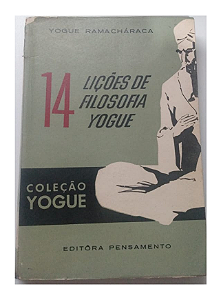 YOGUE RAMACHÁRACA
14 LIÇÕES DE
FILOSOFIA
YOGUE
COLEÇÃO
YOGUE
EDITÔRA PENSAMENTO